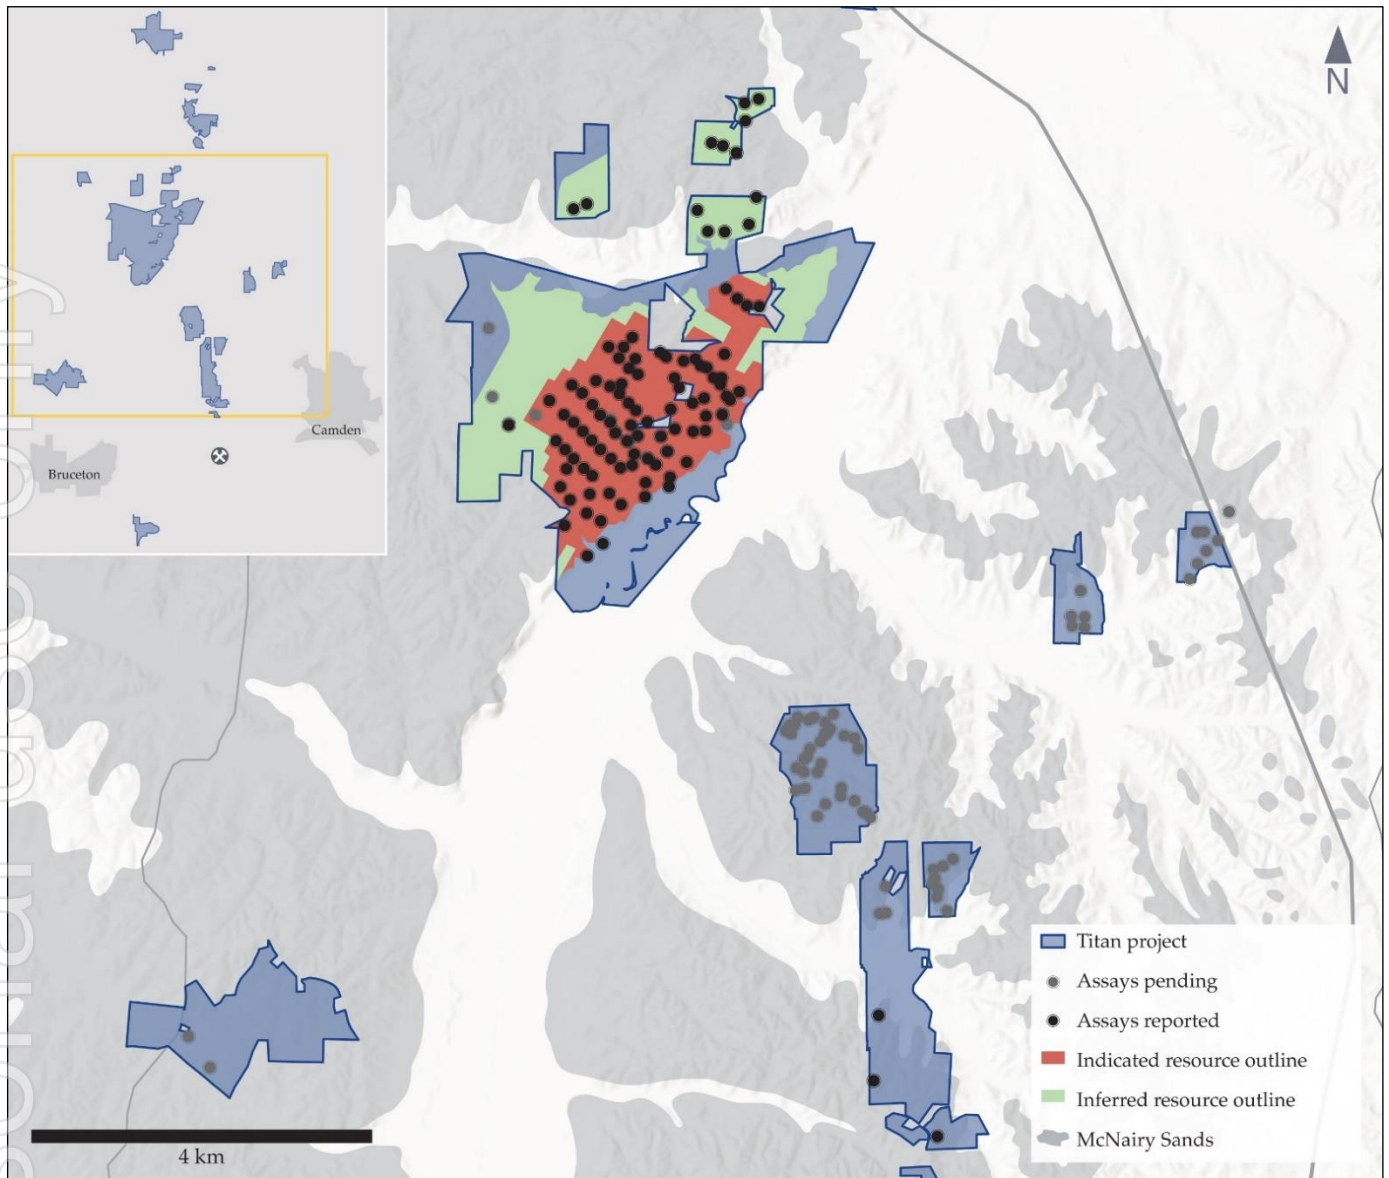 N
Camden
Bruceton
Titan project
Assays pending
Assays reported
Indicated resource outline
Inferred resource outline
McNairy Sands
4 km